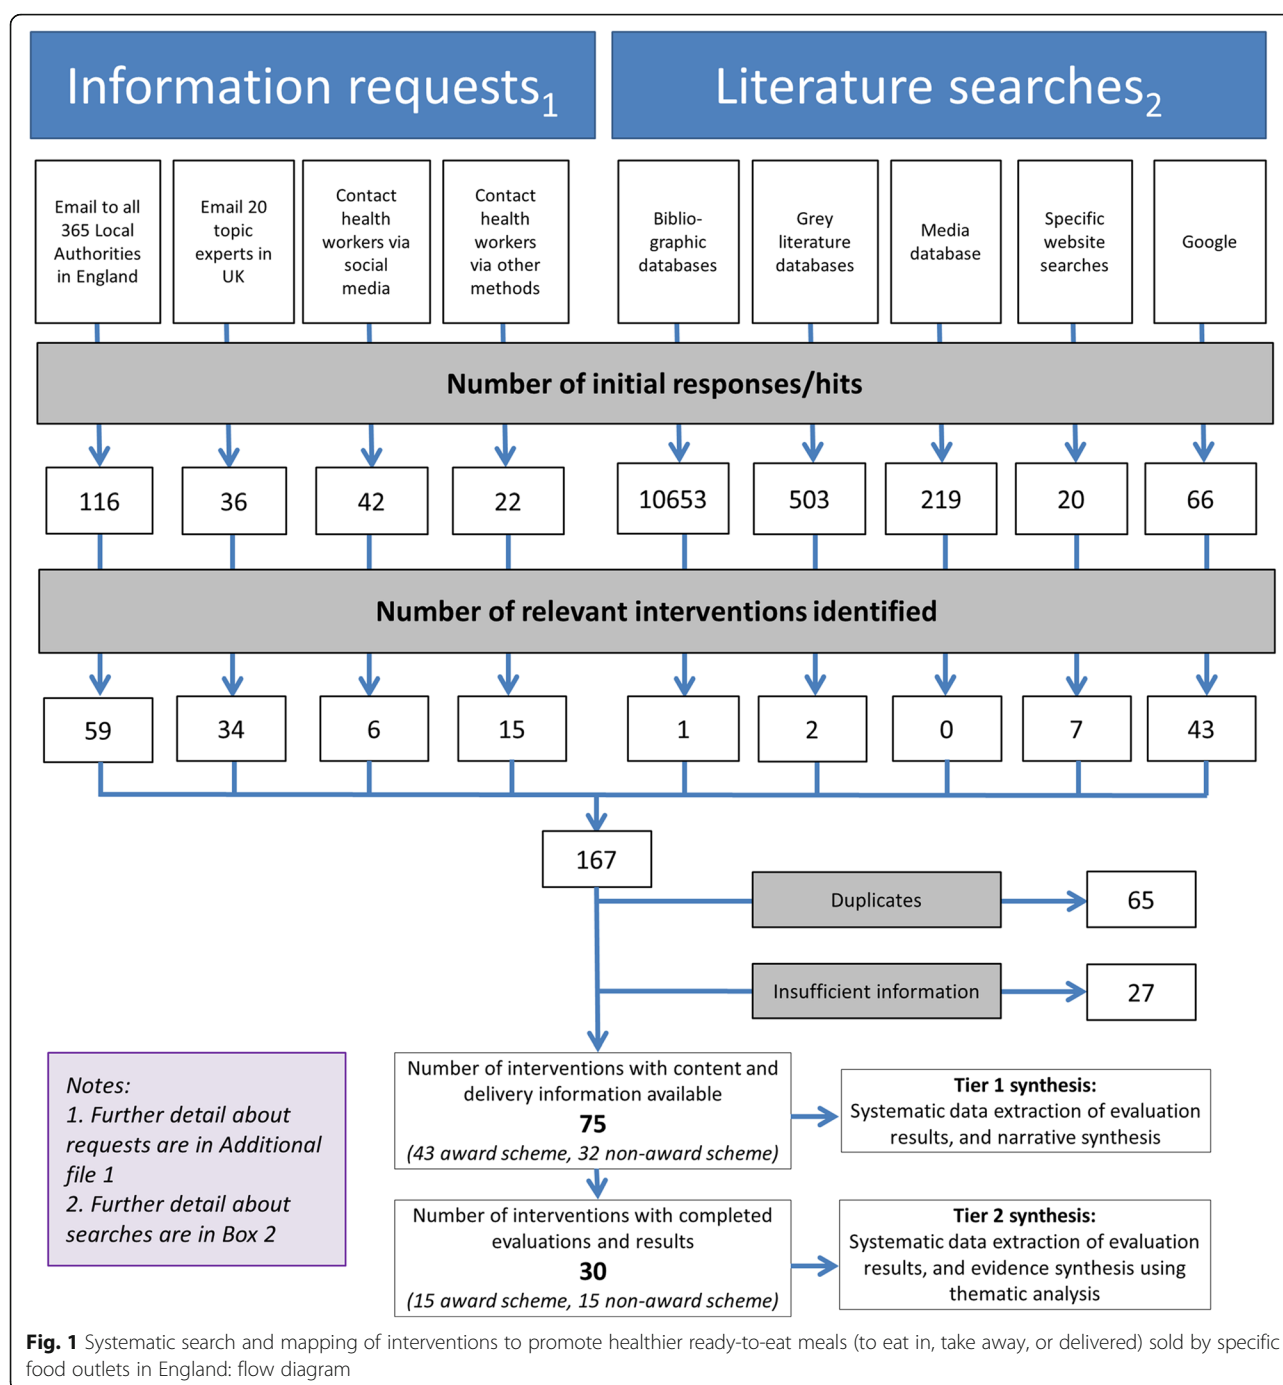 Information requests1
Literature searches2
Email to all
365 Local
Authorities
in England
Email 20
topic
experts in
UK
Contact
health
workers via
social
media
Contact
health
workers
via other
methods
Biblio-
graphic
databases
Grey
literature
databases
Media
database
Specific
website
searches
Google
Number of initial responses/hits
116
36
42
22
10653
503
219
20
66
Number of relevant interventions identified
59
34
6
15
1
2
0
7
43
167
Duplicates
65
Insufficient information
27
Notes:
1. Further detail about
requests are in Additional
file 1
2. Further detail about
searches are in Box 2
Number of interventions with content and
delivery information available
75
(43 award scheme, 32 non-award scheme)
Tier 1 synthesis:
Systematic data extraction of evaluation
results, and narrative synthesis
Number of interventions with completed
evaluations and results
30
(15 award scheme, 15 non-award scheme)
Tier 2 synthesis:
Systematic data extraction of evaluation
results, and evidence synthesis using
thematic analysis
Fig. 1 Systematic search and mapping of interventions to promote healthier ready-to-eat meals (to eat in, take away, or delivered) sold by specific
food outlets in England: flow diagram